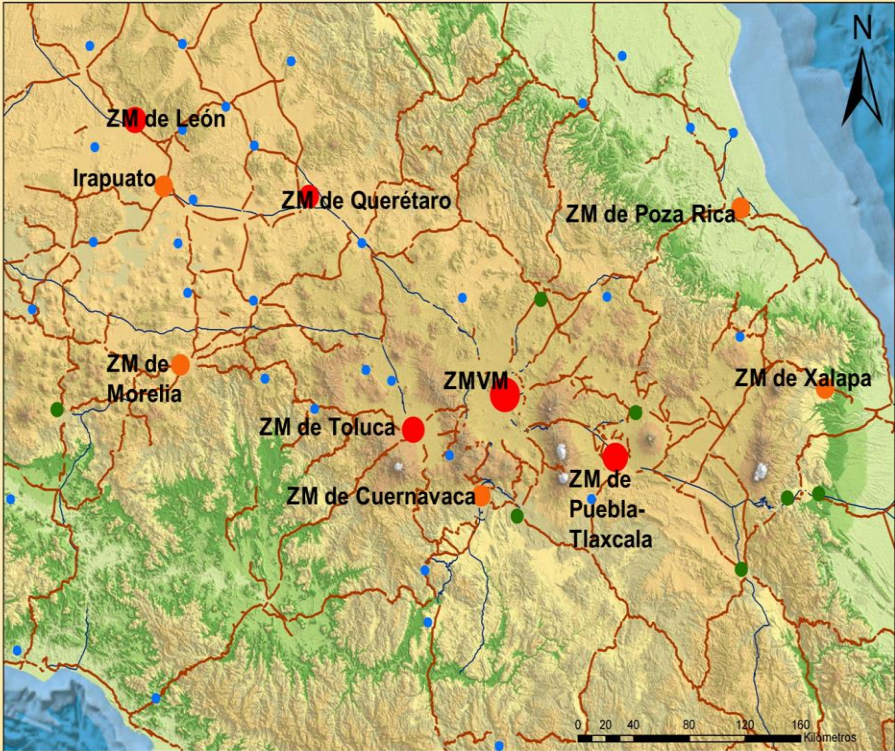 N
ZM de León
Irapuato
ZM de Querétaro
ZM de Poza Rica
ZM de
Morelia
ZMVM
ZM de Xalapa
ZM de Toluca
ZM de Cuernavaca
ZM de
Puebla-
Tlaxcala
0 20 40 80 120 160
Kilómetros